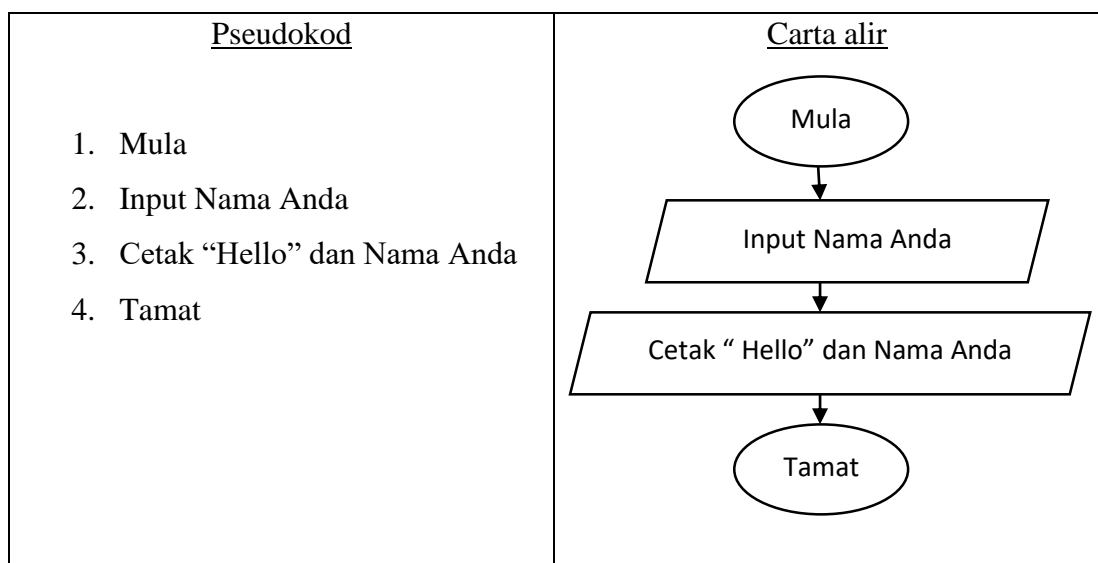 Pseudokod
1. Mula
2. Input Nama Anda
3. Cetak “Hello” dan Nama Anda
4. Tamat
Carta alir
Mula
Input Nama Anda
Cetak “ Hello” dan Nama Anda
Tamat